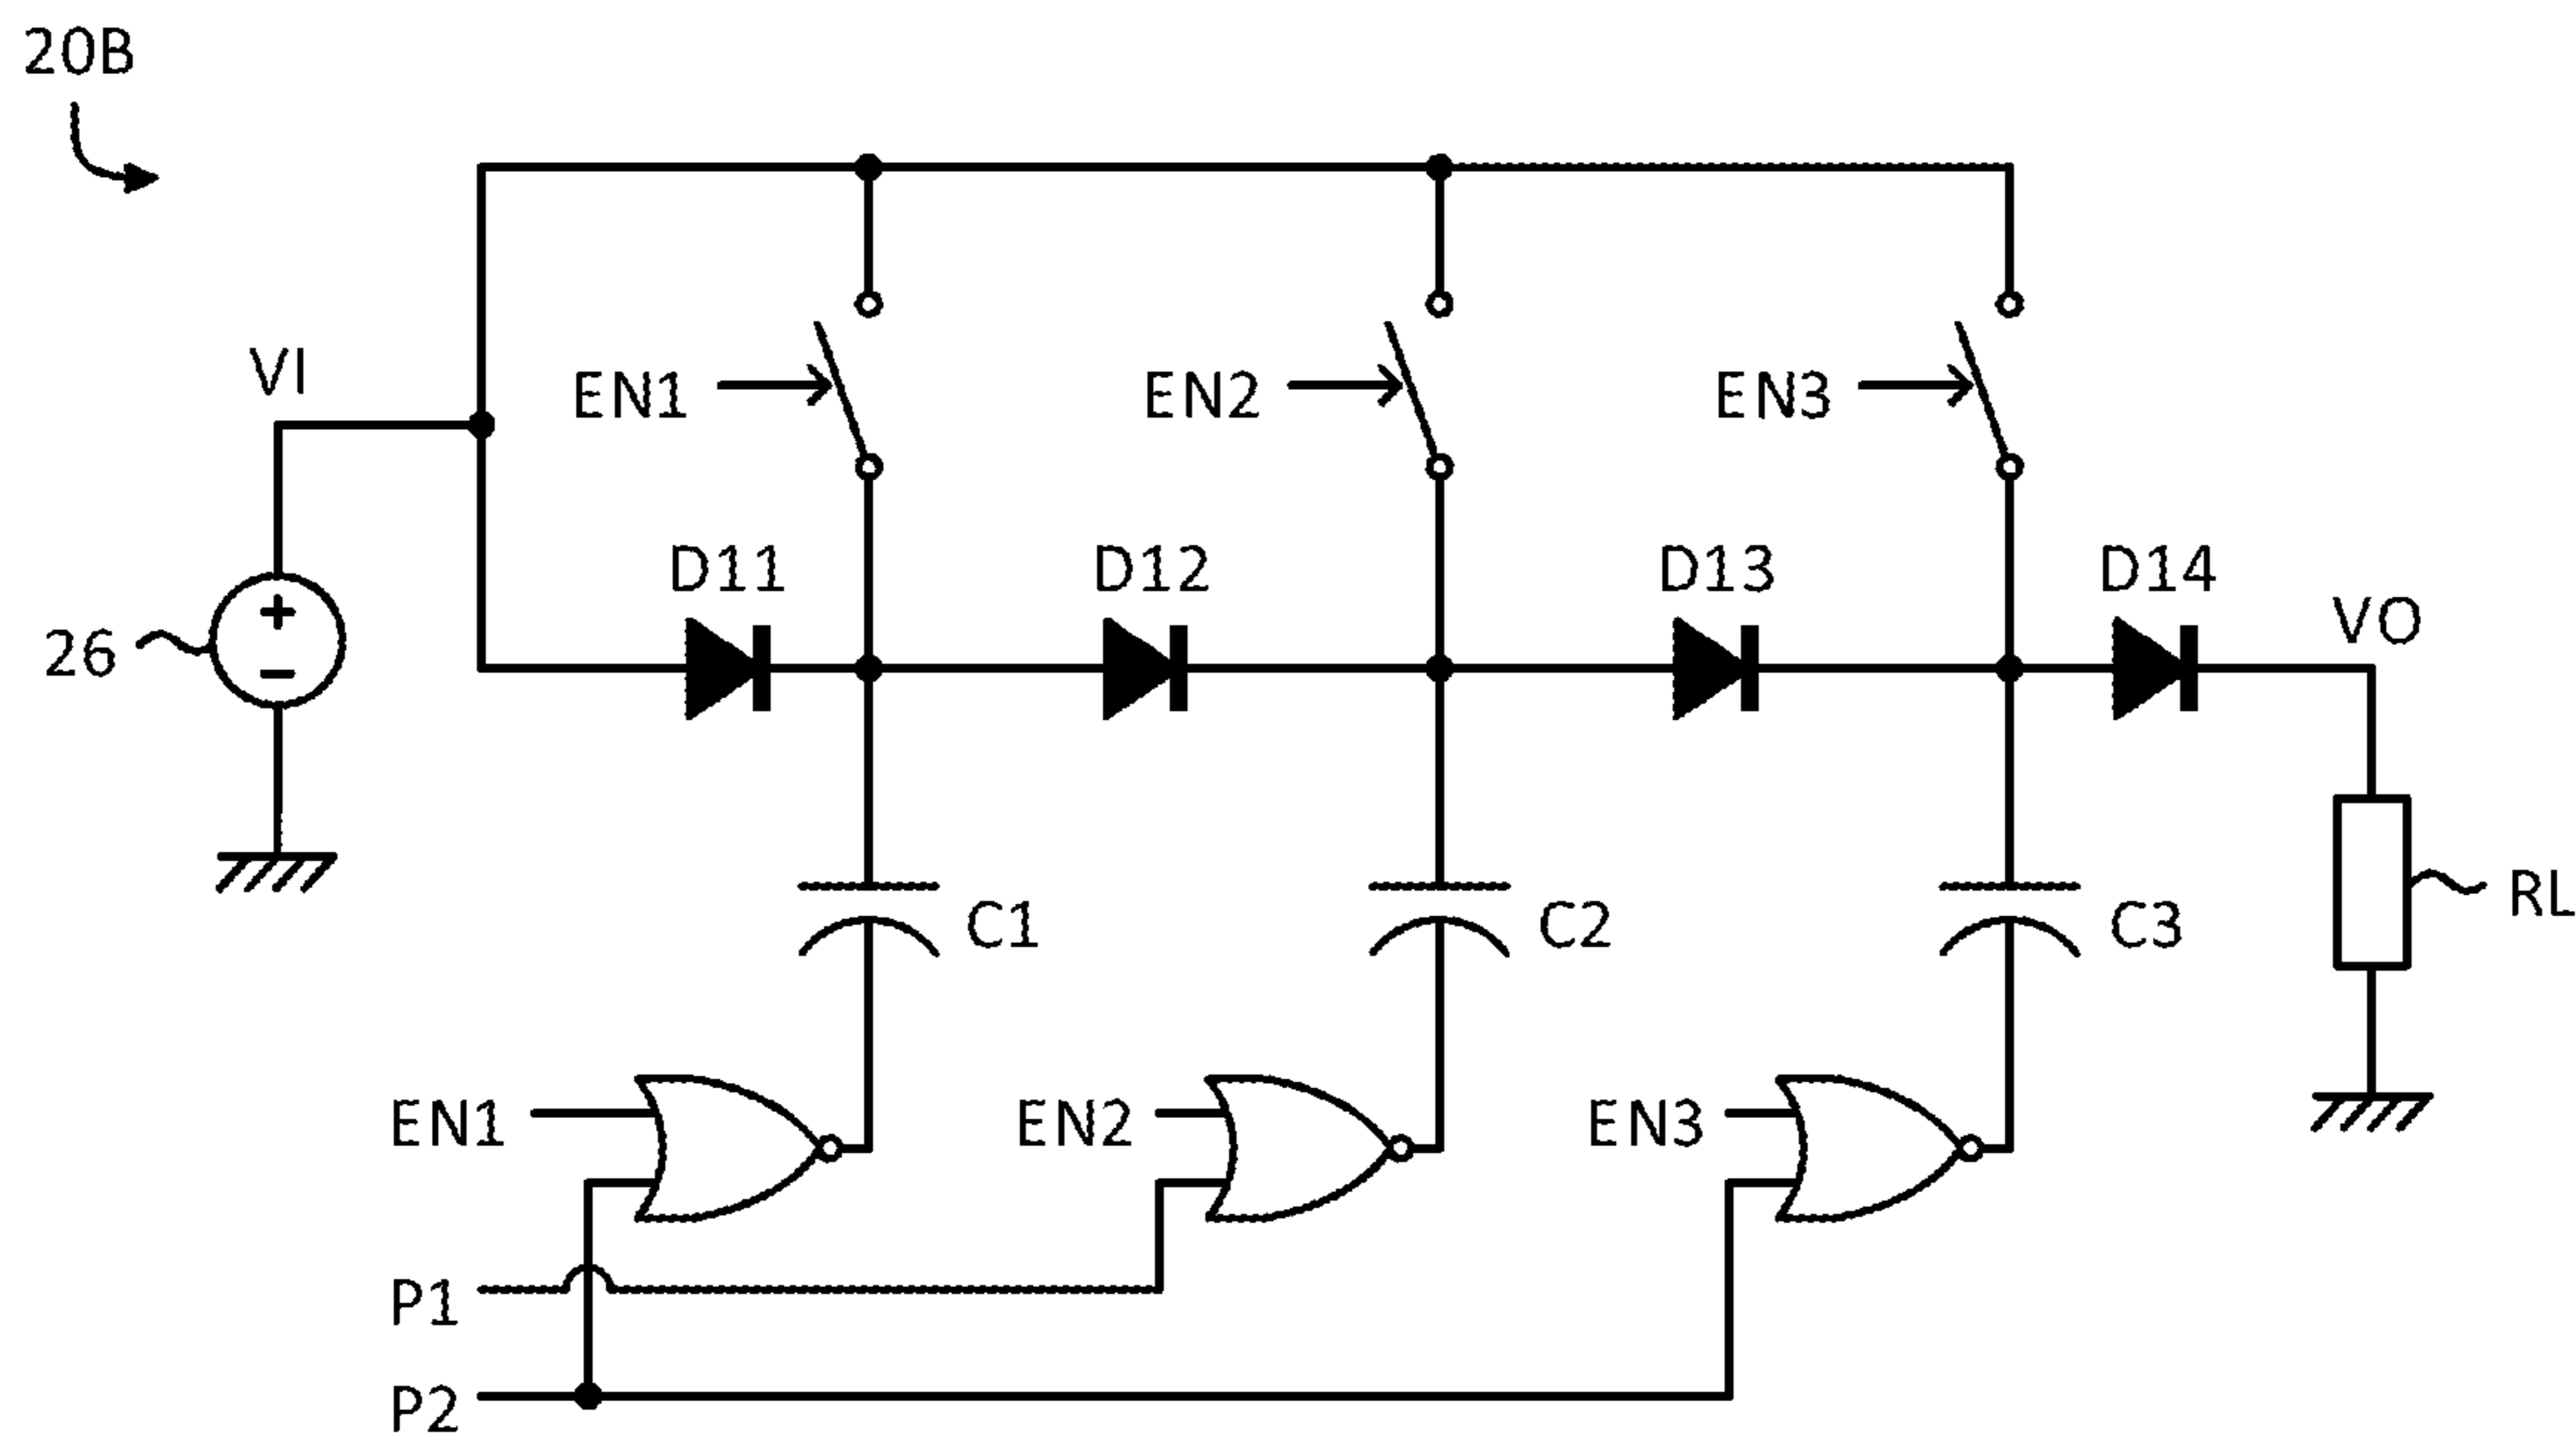 20B
VI
EN1
EN2
EN3
D11
D12
D13
D14
VO
26
+
−
C1
C2
C3
RL
EN1
EN2
EN3
P1
P2